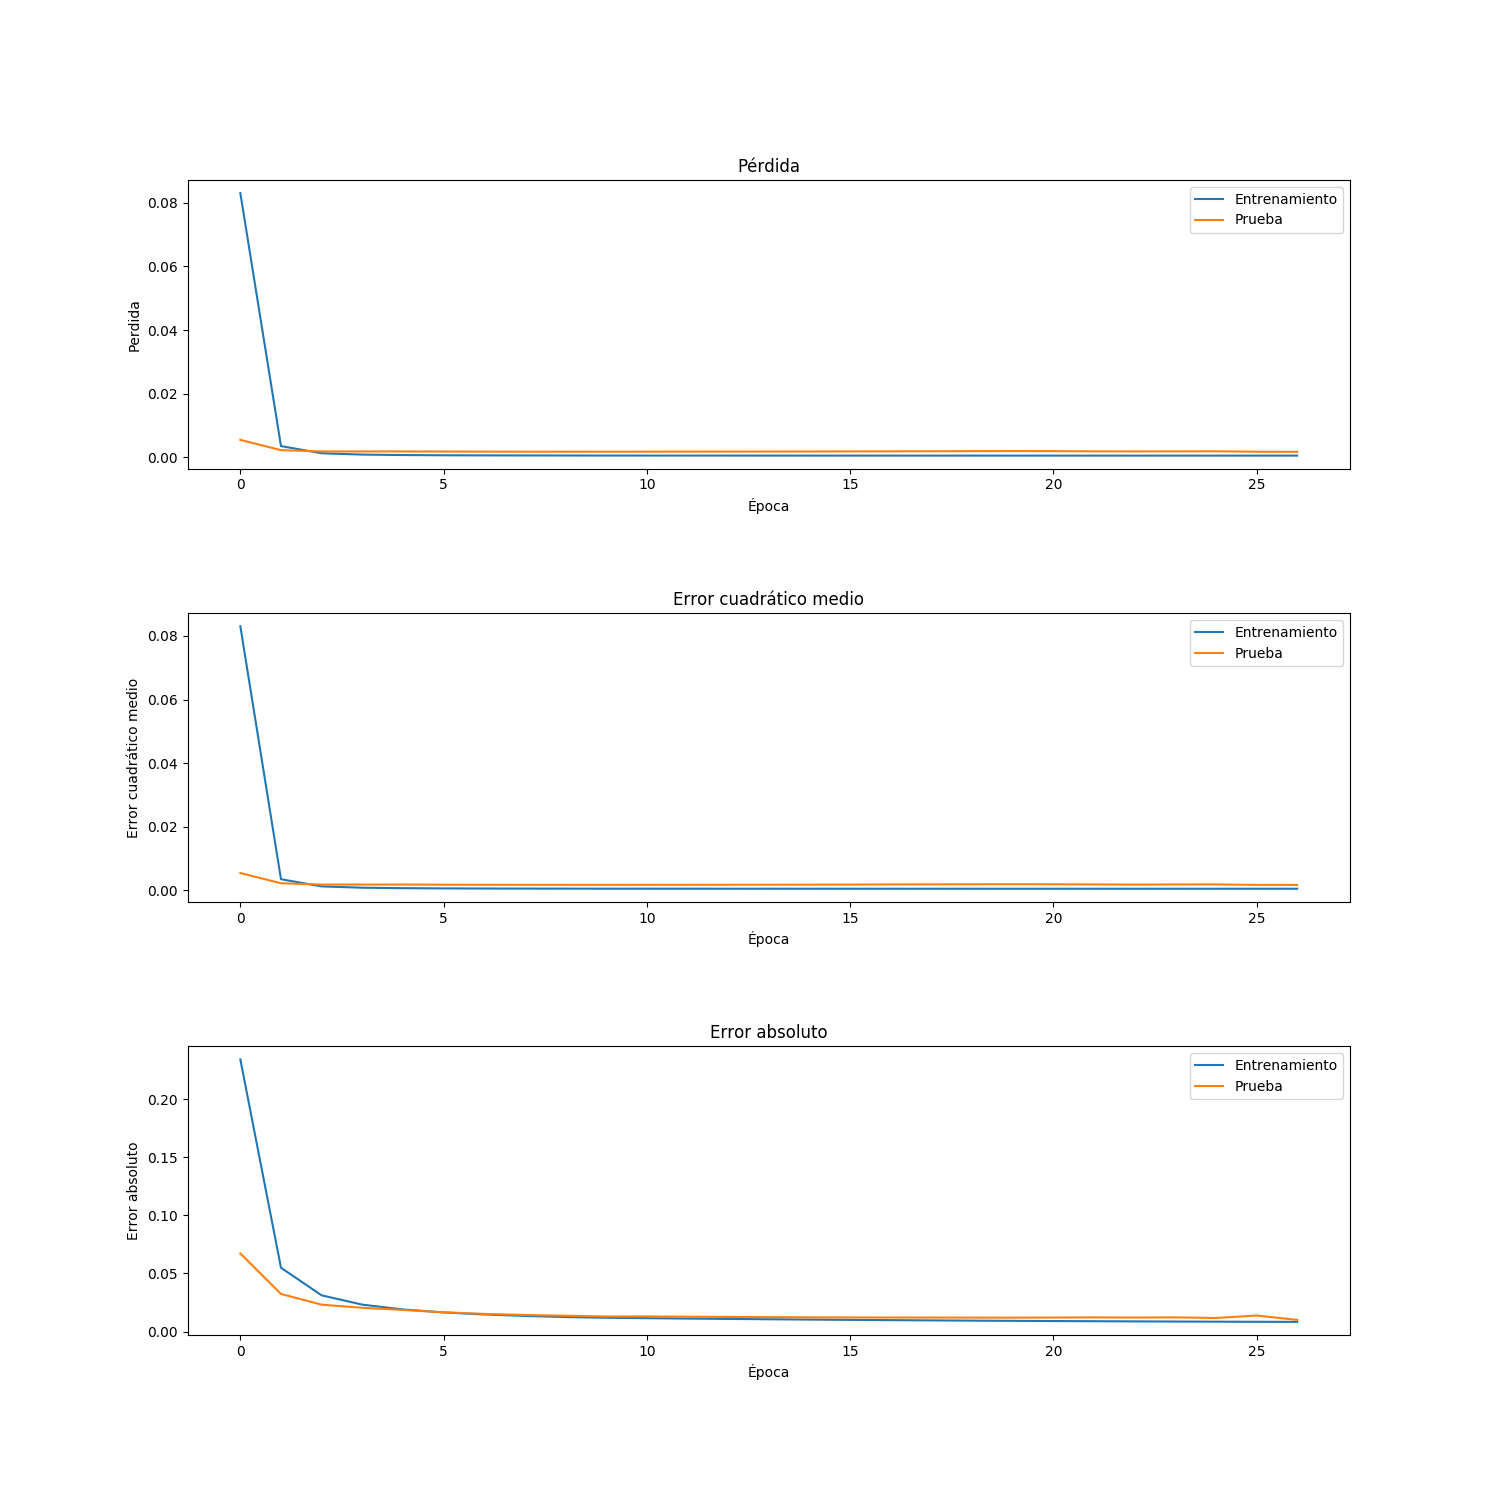 Pérdida
Entrenamiento
Prueba
0.08
0.06
0.04
0.02
0.00
Perdida
0 5 10 15 20 25
Época
Error cuadrático medio
Entrenamiento
Prueba
0.08
0.06
0.04
0.02
0.00
Error cuadrático medio
0 5 10 15 20 25
Época
Error absoluto
Entrenamiento
Prueba
0.20
0.15
0.10
0.05
0.00
Error absoluto
0 5 10 15 20 25
Época